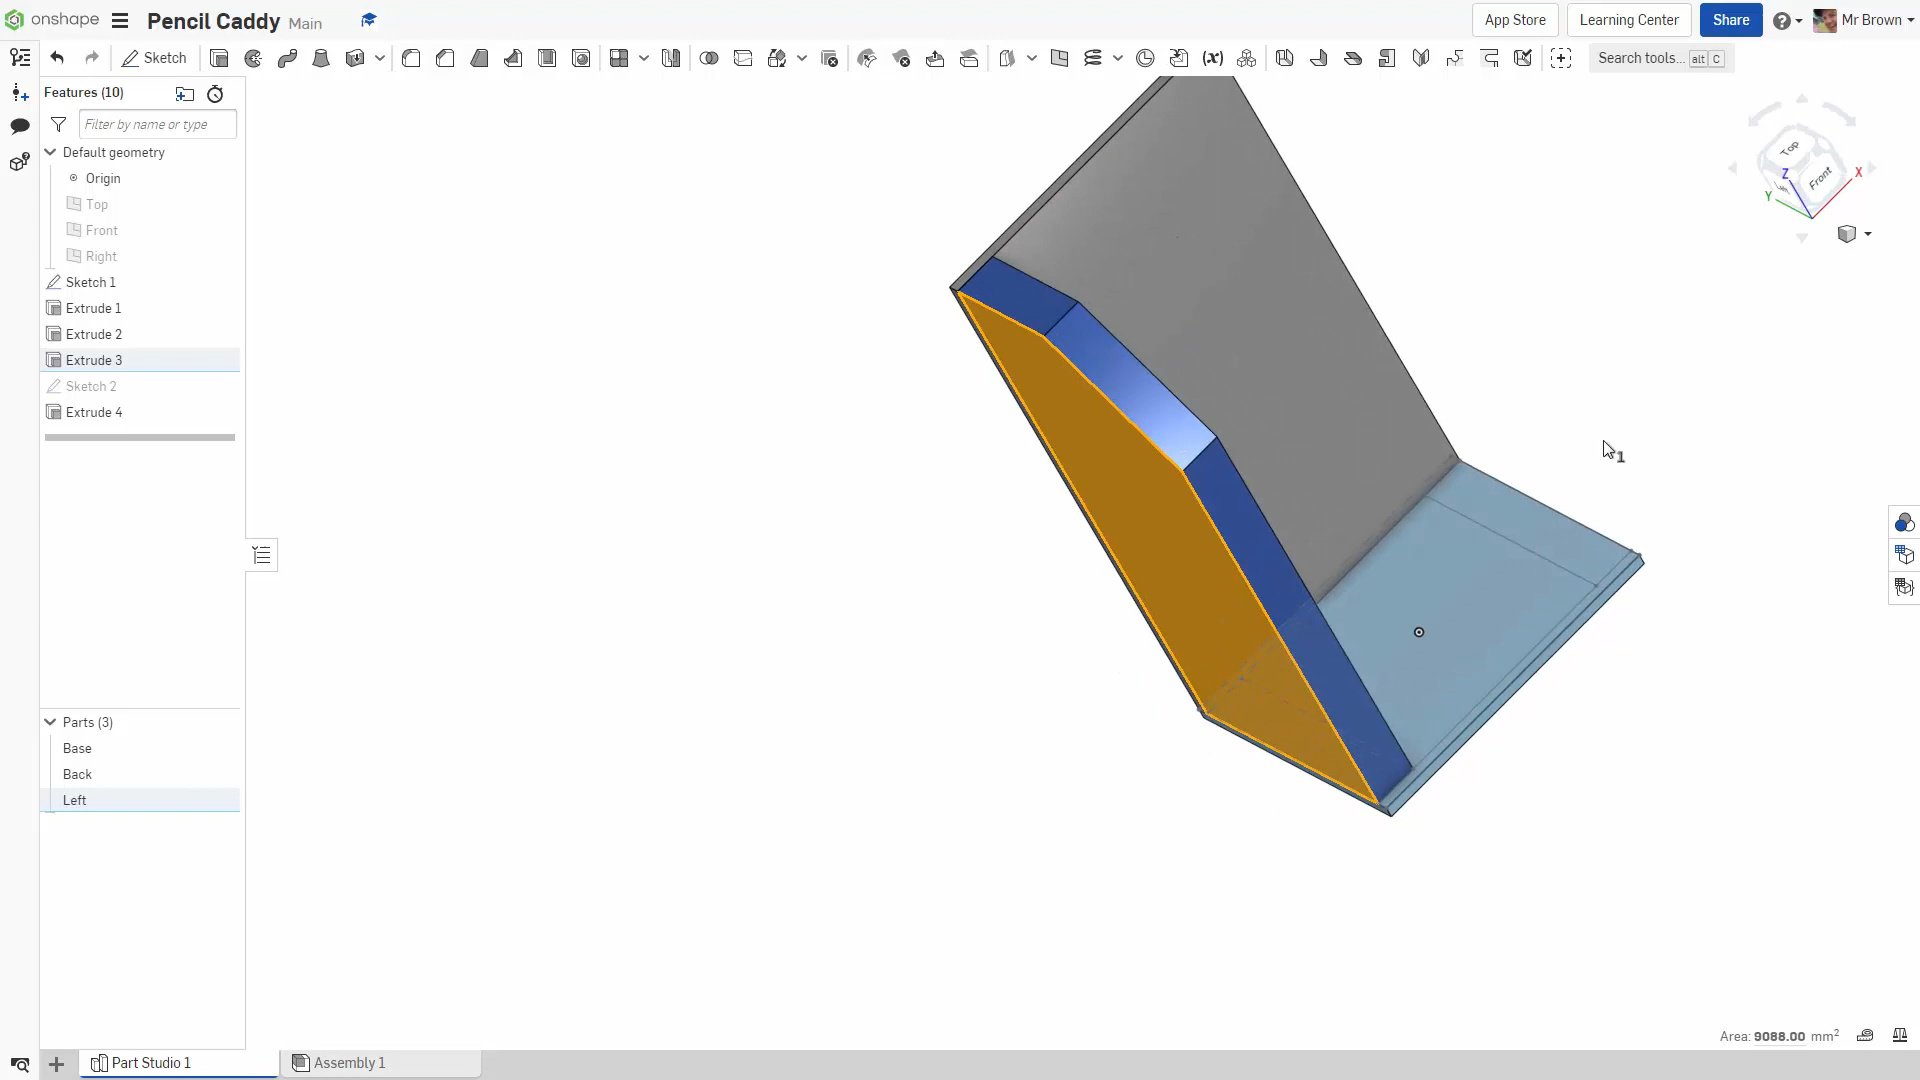 onshape Pencil Caddy Main App Store Learning Center Share Mr Brown
Sketch Search tools... alt C
Features (10)
Filter by name or type
Default geometry
Origin
Top
Front
Right
Sketch 1
Extrude 1
Extrude 2
Extrude 3
Sketch 2
Extrude 4
Top
Front
Z
X
Y
1
Parts (3)
Base
Back
Left
Area: 9088.00 mm²
Part Studio 1 Assembly 1